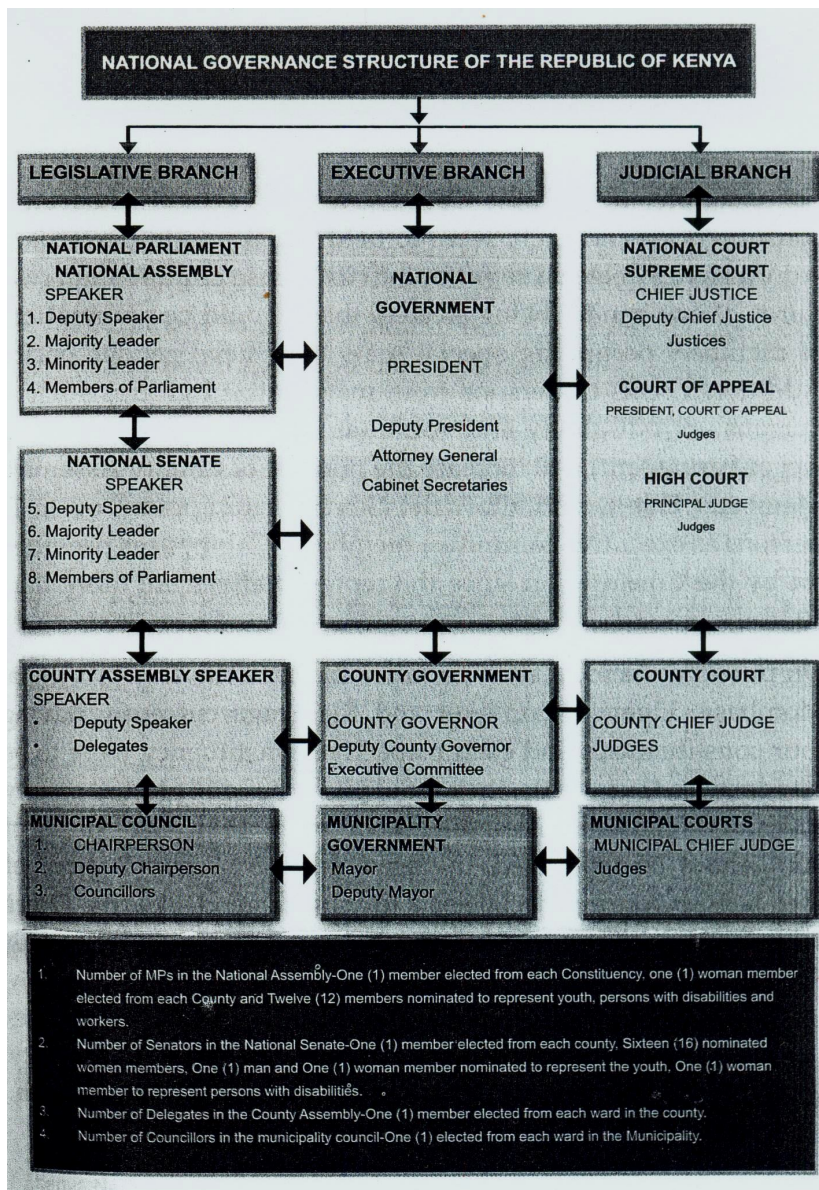 NATIONAL GOVERNANCE STRUCTURE OF THE REPUBLIC OF KENYA
LEGISLATIVE BRANCH
EXECUTIVE BRANCH
JUDICIAL BRANCH
NATIONAL PARLIAMENT
NATIONAL ASSEMBLY
SPEAKER
1. Deputy Speaker
2. Majority Leader
3. Minority Leader
4. Members of Parliament
NATIONAL
GOVERNMENT
PRESIDENT
Deputy President
Attorney General
Cabinet Secretaries
NATIONAL COURT
SUPREME COURT
CHIEF JUSTICE
Deputy Chief Justice
Justices
COURT OF APPEAL
PRESIDENT, COURT OF APPEAL
Judges
HIGH COURT
PRINCIPAL JUDGE
Judges
NATIONAL SENATE
SPEAKER
5. Deputy Speaker
6. Majority Leader
7. Minority Leader
8. Members of Parliament
COUNTY ASSEMBLY SPEAKER
SPEAKER
• Deputy Speaker
• Delegates
COUNTY GOVERNMENT
COUNTY GOVERNOR
Deputy County Governor
Executive Committee
COUNTY COURT
COUNTY CHIEF JUDGE
JUDGES
MUNICIPAL COUNCIL
1. CHAIRPERSON
2. Deputy Chairperson
3. Councillors
MUNICIPALITY
GOVERNMENT
Mayor
Deputy Mayor
MUNICIPAL COURTS
MUNICIPAL CHIEF JUDGE
Judges
1. Number of MPs in the National Assembly-One (1) member elected from each Constituency, one (1) woman member
elected from each County and Twelve (12) members nominated to represent youth, persons with disabilities and
workers.
2. Number of Senators in the National Senate-One (1) member elected from each county, Sixteen (16) nominated
women members, One (1) man and One (1) woman member nominated to represent the youth, One (1) woman
member to represent persons with disabilities.
3. Number of Delegates in the County Assembly-One (1) member elected from each ward in the county.
4. Number of Councillors in the municipality council-One (1) elected from each ward in the Municipality.